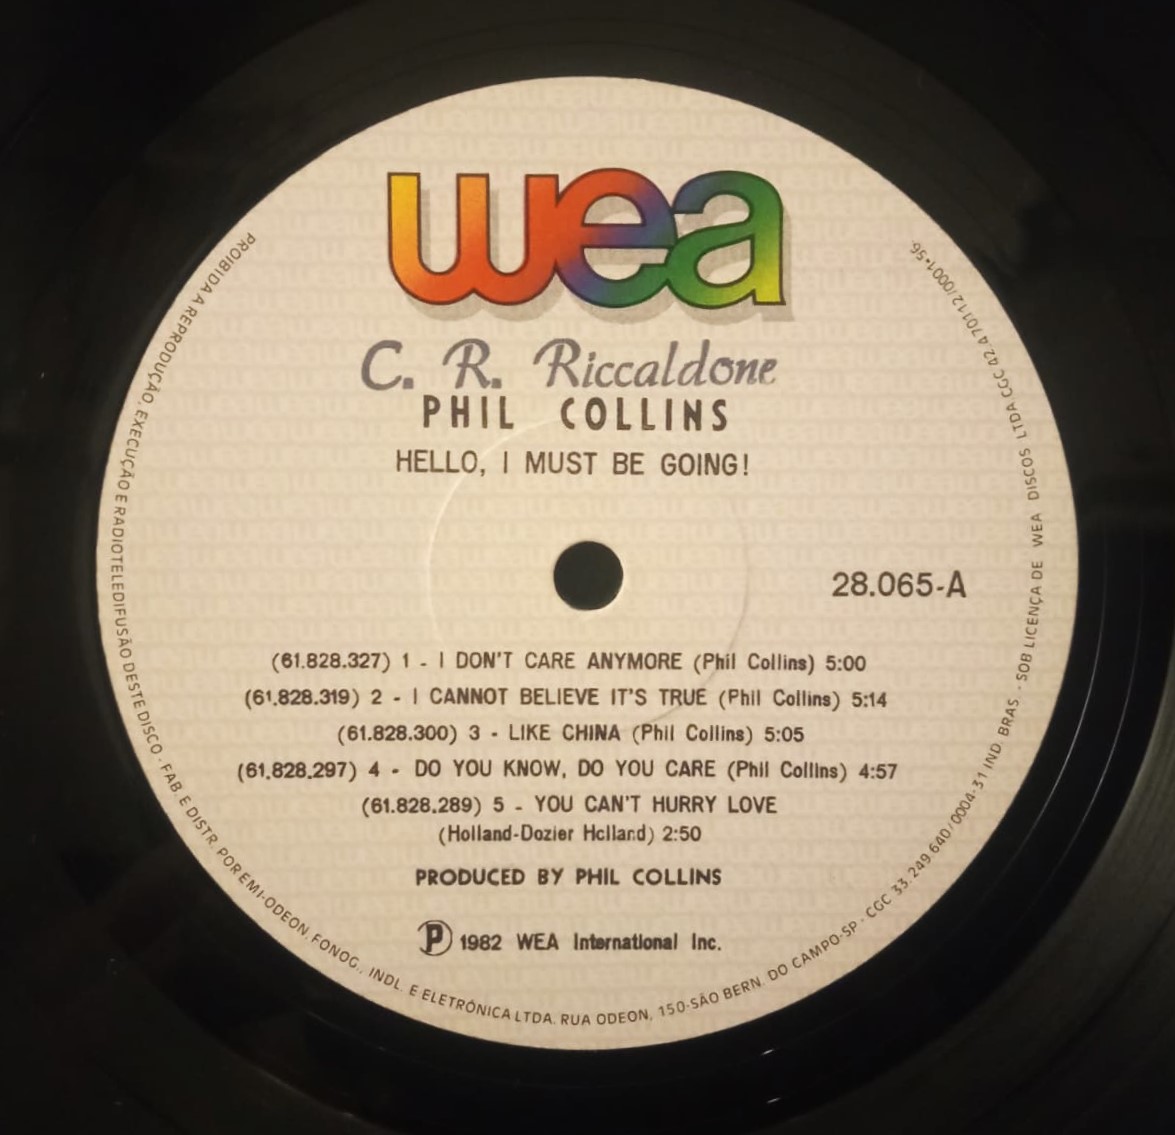 wea
C. R. Riccaldone
PHIL COLLINS
HELLO, I MUST BE GOING!
28.065-A
(61.828.327) 1 - I DON'T CARE ANYMORE (Phil Collins) 5:00
(61.828.319) 2 - I CANNOT BELIEVE IT'S TRUE (Phil Collins) 5:14
(61.828.300) 3 - LIKE CHINA (Phil Collins) 5:05
(61.828.297) 4 - DO YOU KNOW, DO YOU CARE (Phil Collins) 4:57
(61.828.289) 5 - YOU CAN'T HURRY LOVE
(Holland-Dozier Holland) 2:50
PRODUCED BY PHIL COLLINS
Ⓟ 1982 WEA International Inc.
PROIBIDA A REPRODUÇÃO, EXECUÇÃO E RADIOTELEDIFUSÃO DESTE DISCO · FAB. E DISTR. POR EMI-ODEON, FONOG., INDL. E ELETRÔNICA LTDA. RUA ODEON, 150-SÃO BERN. DO CAMPO-SP - CGC 33.249.640/0004-31 IND. BRAS. - SOB LICENÇA DE WEA DISCOS LTDA CGC 42.470112/0001-56